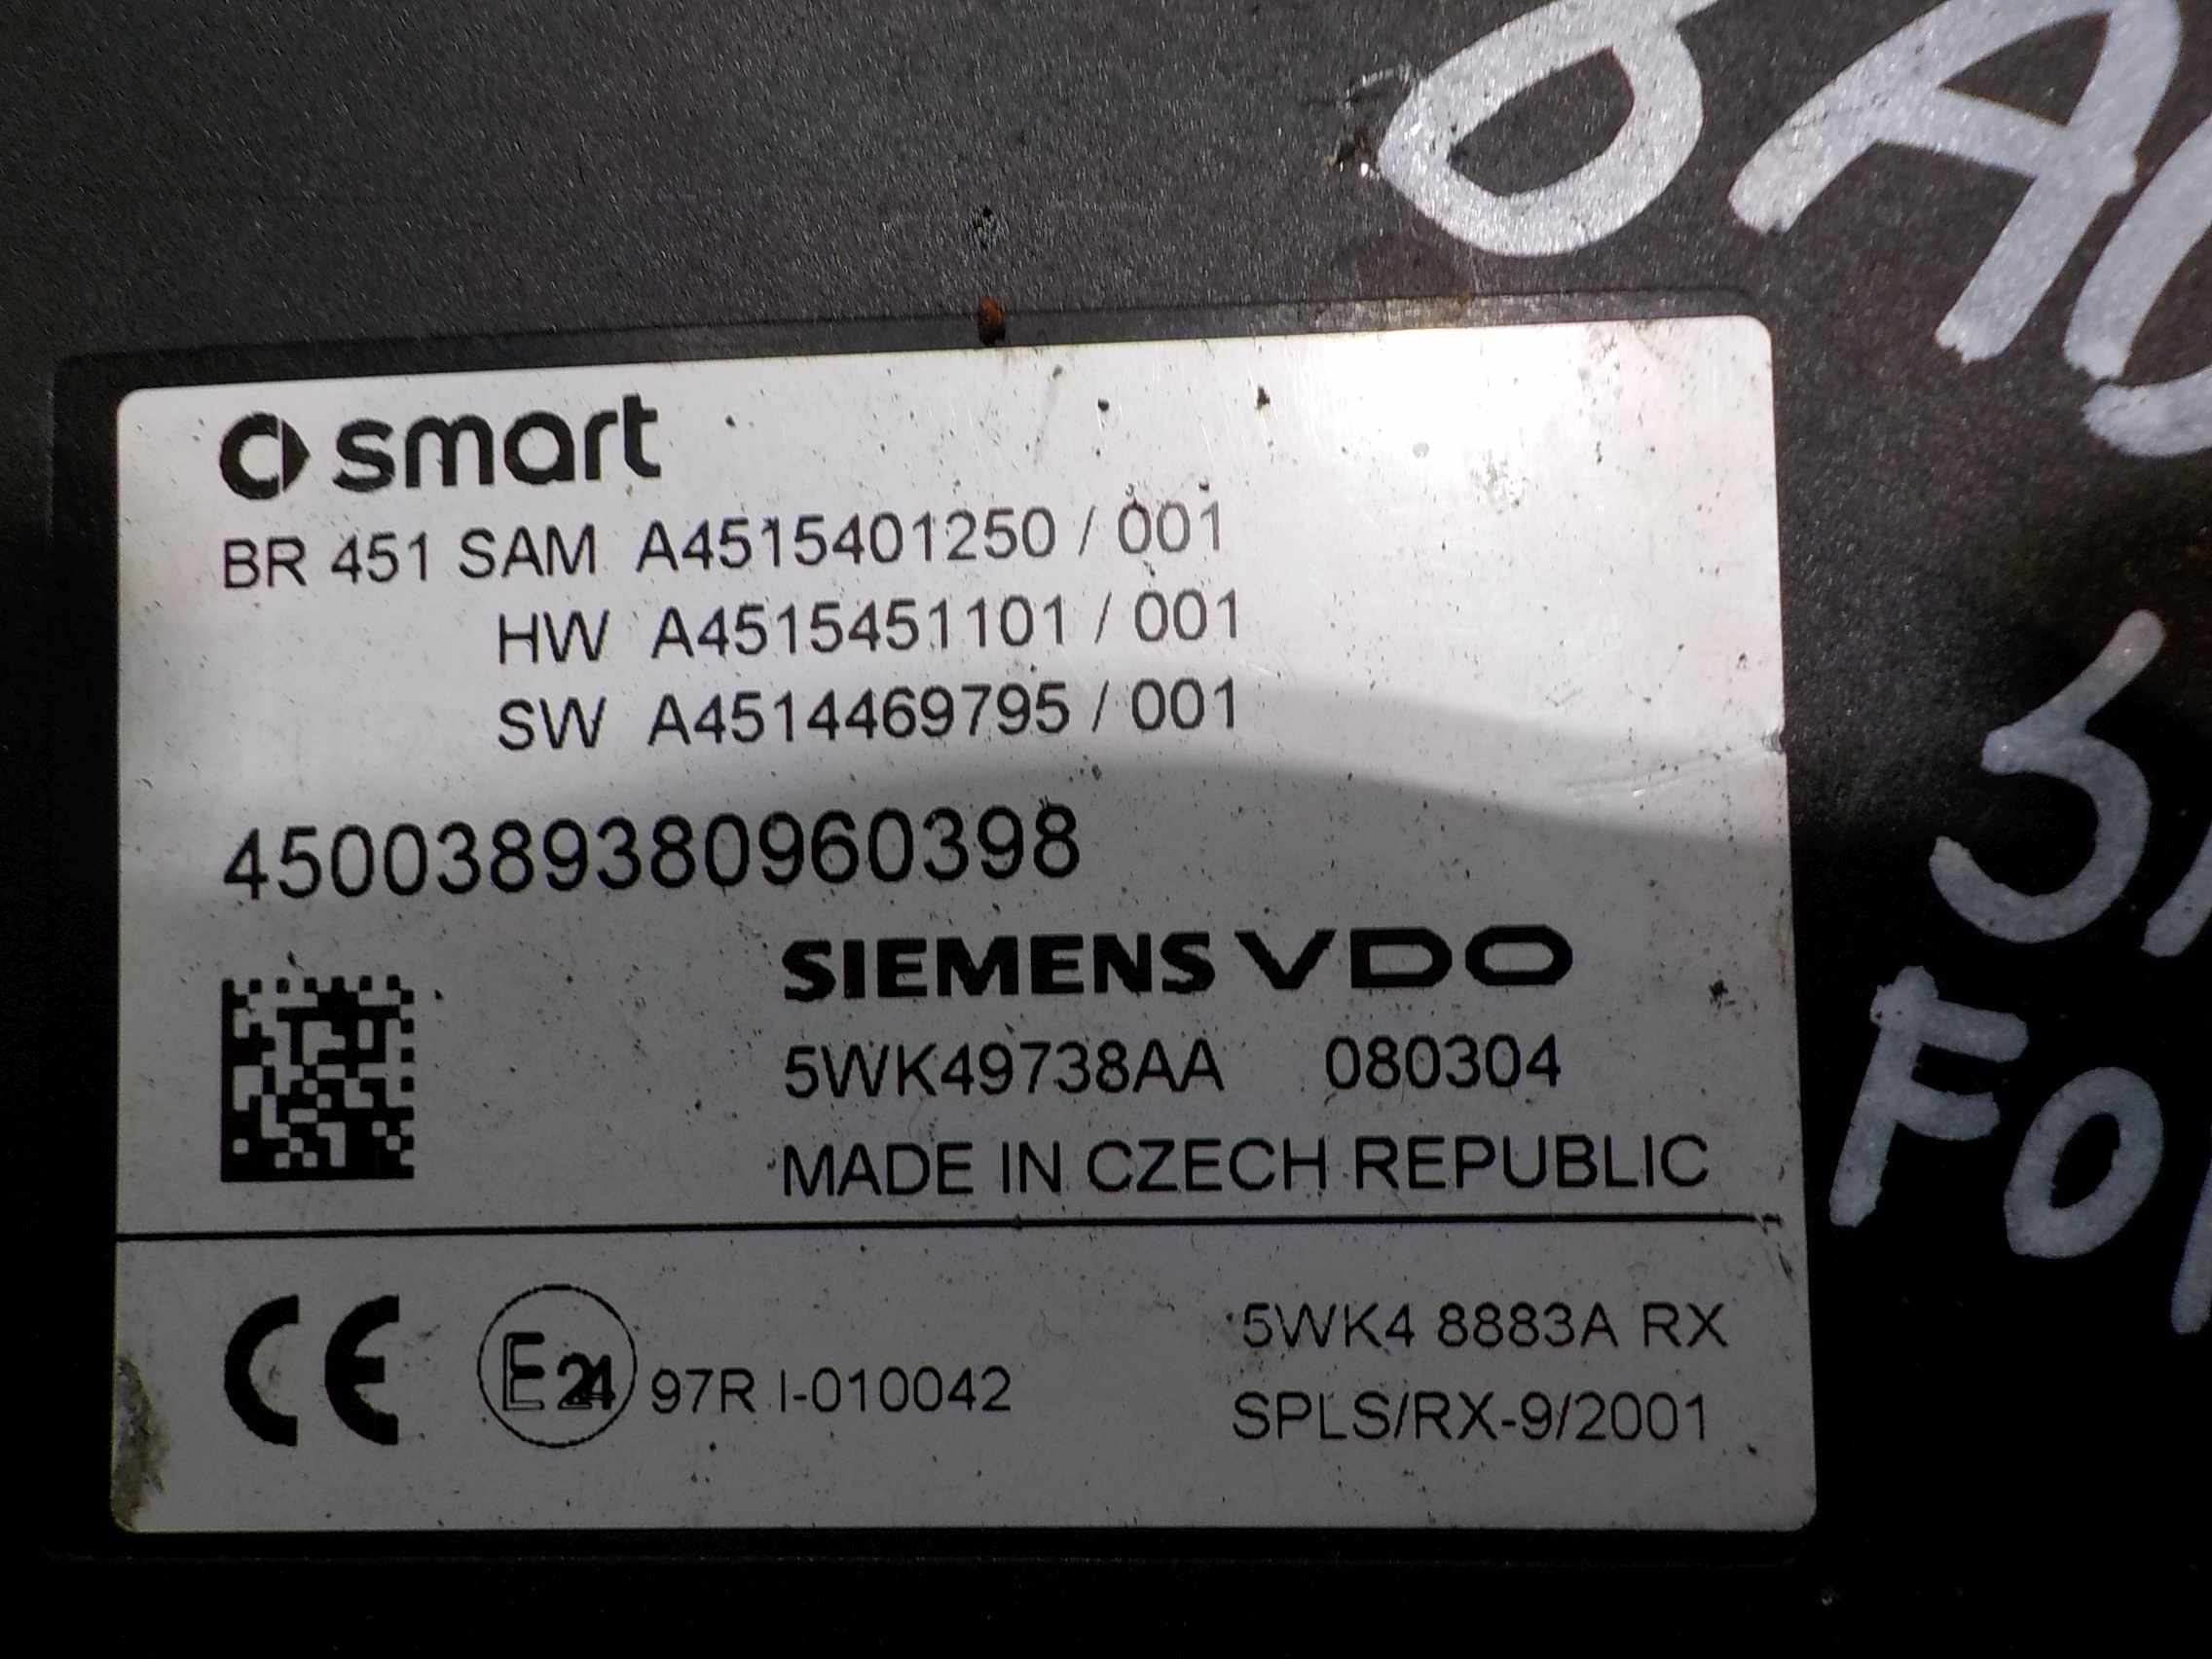 smart
BR 451 SAM A4515401250 / 001
HW A4515451101 / 001
SW A4514469795 / 001
4500389380960398
SIEMENS VDO
5WK49738AA 080304
MADE IN CZECH REPUBLIC
CE E24 97R I-010042
5WK4 8883A RX
SPLS/RX-9/2001